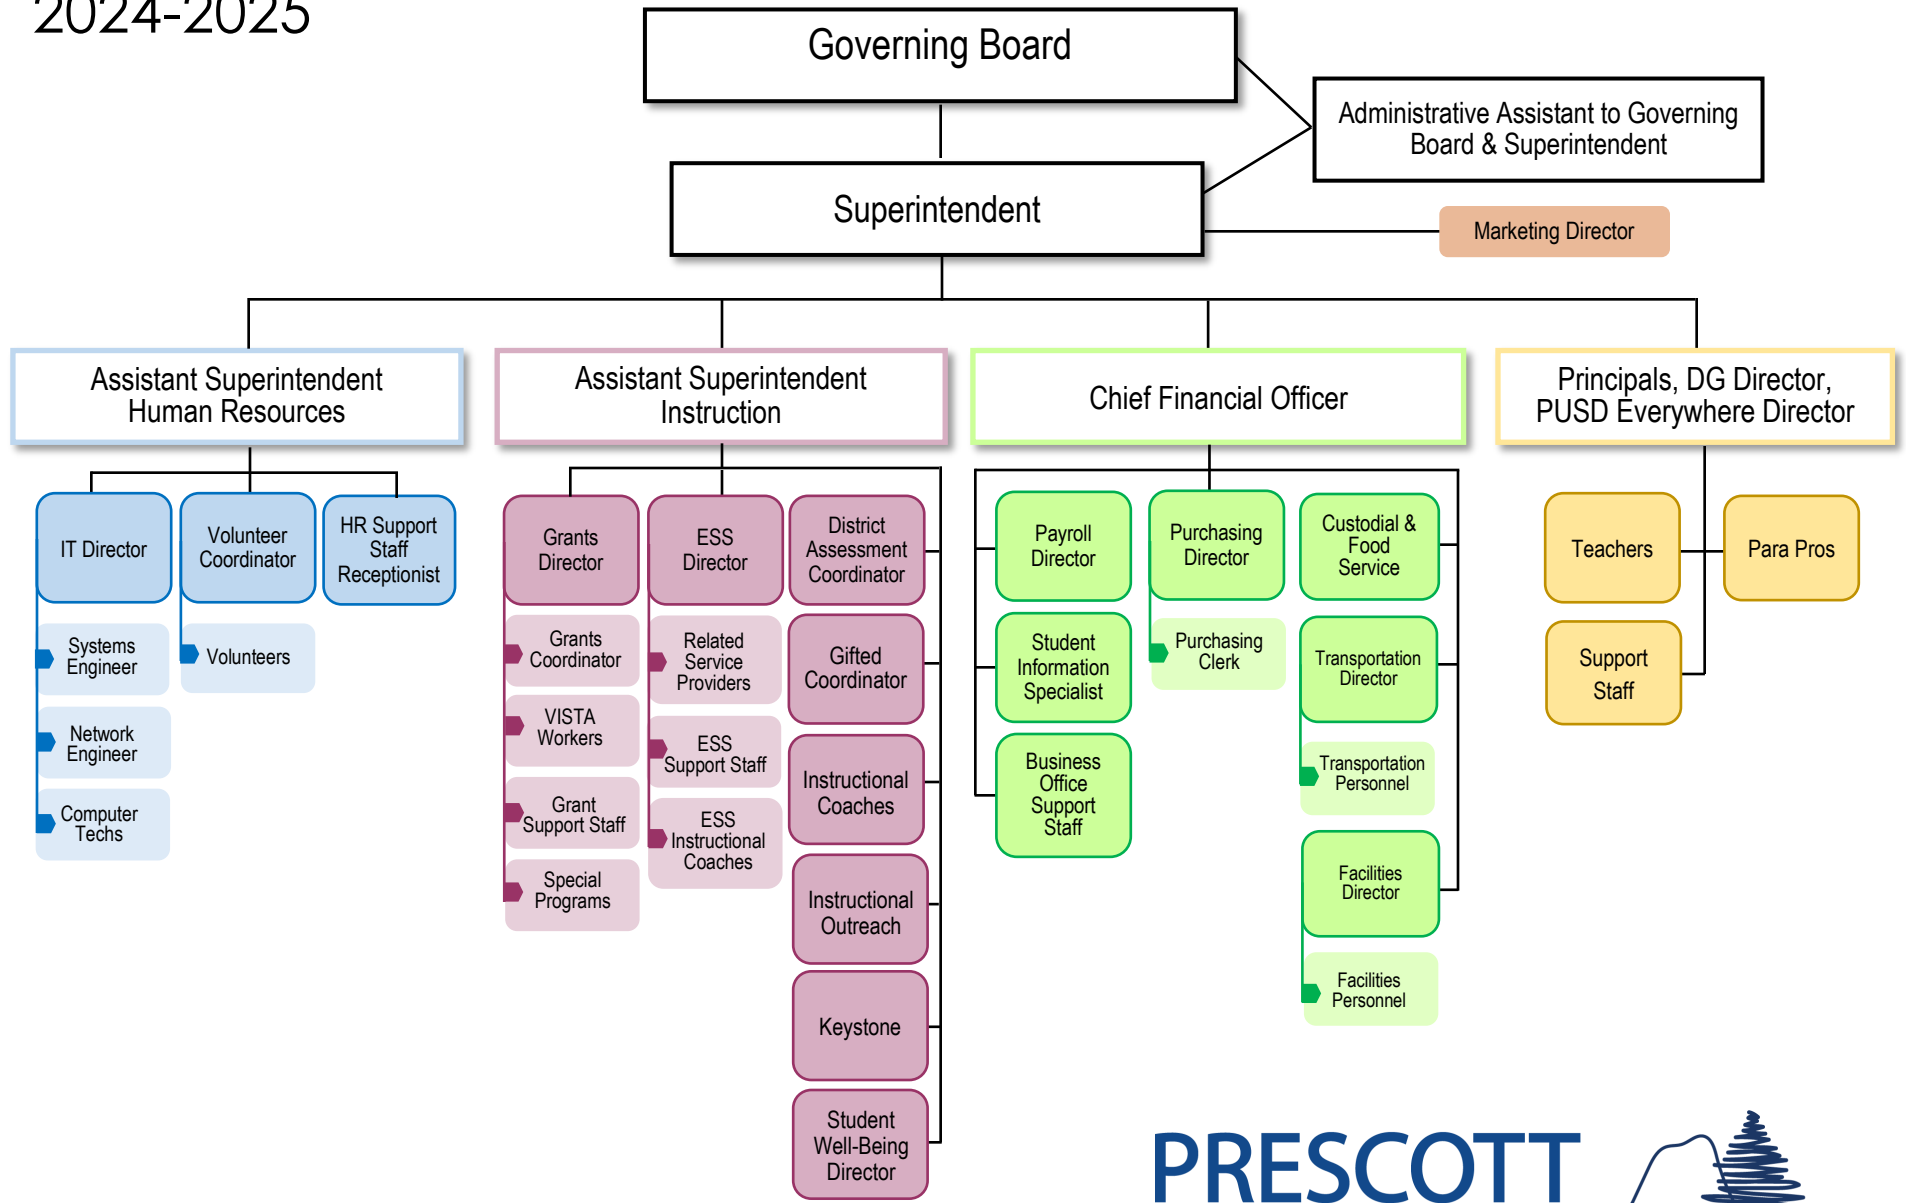 2024-2025
Governing Board
Administrative Assistant to Governing
Board & Superintendent
Superintendent
Marketing Director
Assistant Superintendent
Human Resources
Assistant Superintendent
Instruction
Chief Financial Officer
Principals, DG Director,
PUSD Everywhere Director
IT Director
Systems
Engineer
Network
Engineer
Computer
Techs
Volunteer
Coordinator
Volunteers
HR Support
Staff
Receptionist
Grants
Director
Grants
Coordinator
VISTA
Workers
Grant
Support Staff
Special
Programs
ESS
Director
Related
Service
Providers
ESS
Support Staff
ESS
Instructional
Coaches
District
Assessment
Coordinator
Gifted
Coordinator
Instructional
Coaches
Instructional
Outreach
Keystone
Student
Well-Being
Director
Payroll
Director
Student
Information
Specialist
Business
Office
Support
Staff
Purchasing
Director
Purchasing
Clerk
Custodial &
Food
Service
Transportation
Director
Transportation
Personnel
Facilities
Director
Facilities
Personnel
Teachers
Para Pros
Support
Staff
PRESCOTT